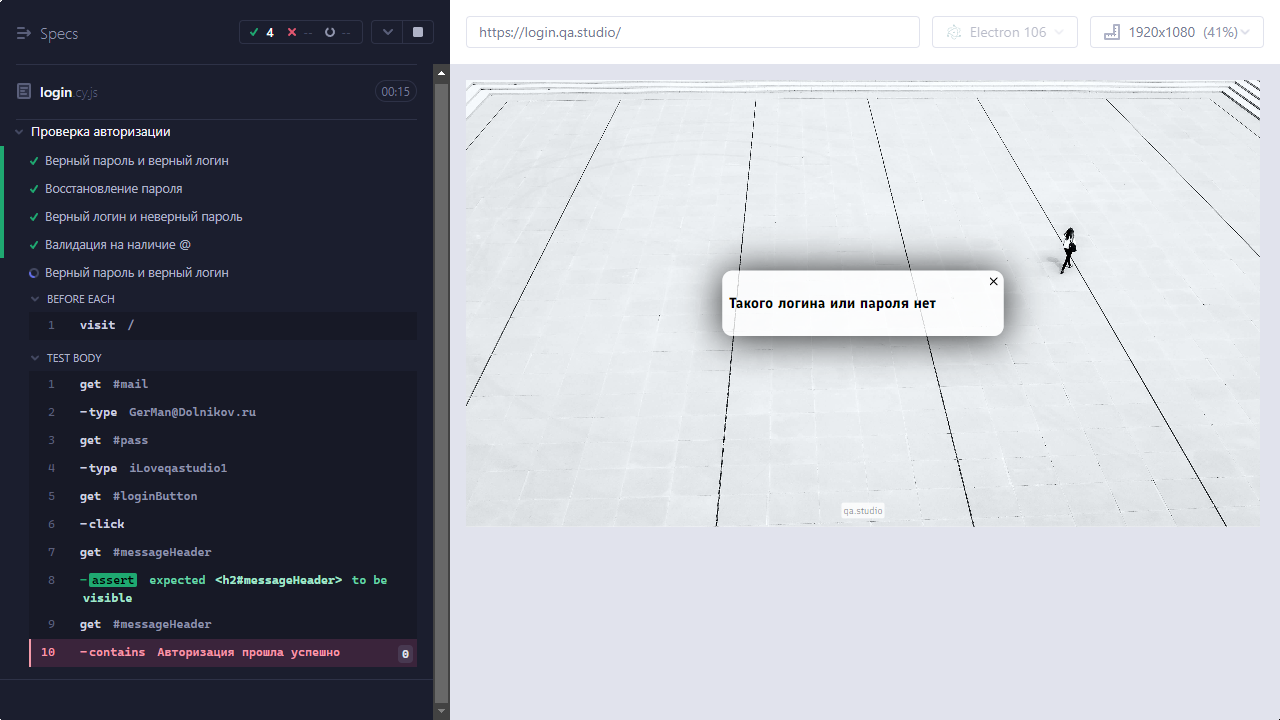 Specs
4
--
--
login.cy.js
00:15
Проверка авторизации
Верный пароль и верный логин
Восстановление пароля
Верный логин и неверный пароль
Валидация на наличие @
Верный пароль и верный логин
BEFORE EACH
1 visit /
TEST BODY
1 get #mail
2 -type GerMan@Dolnikov.ru
3 get #pass
4 -type iLoveqastudio1
5 get #loginButton
6 -click
7 get #messageHeader
8 -assert expected <h2#messageHeader> to be
visible
9 get #messageHeader
10 -contains Авторизация прошла успешно 0
https://login.qa.studio/
Electron 106
1920x1080 (41%)
Такого логина или пароля нет
qa.studio